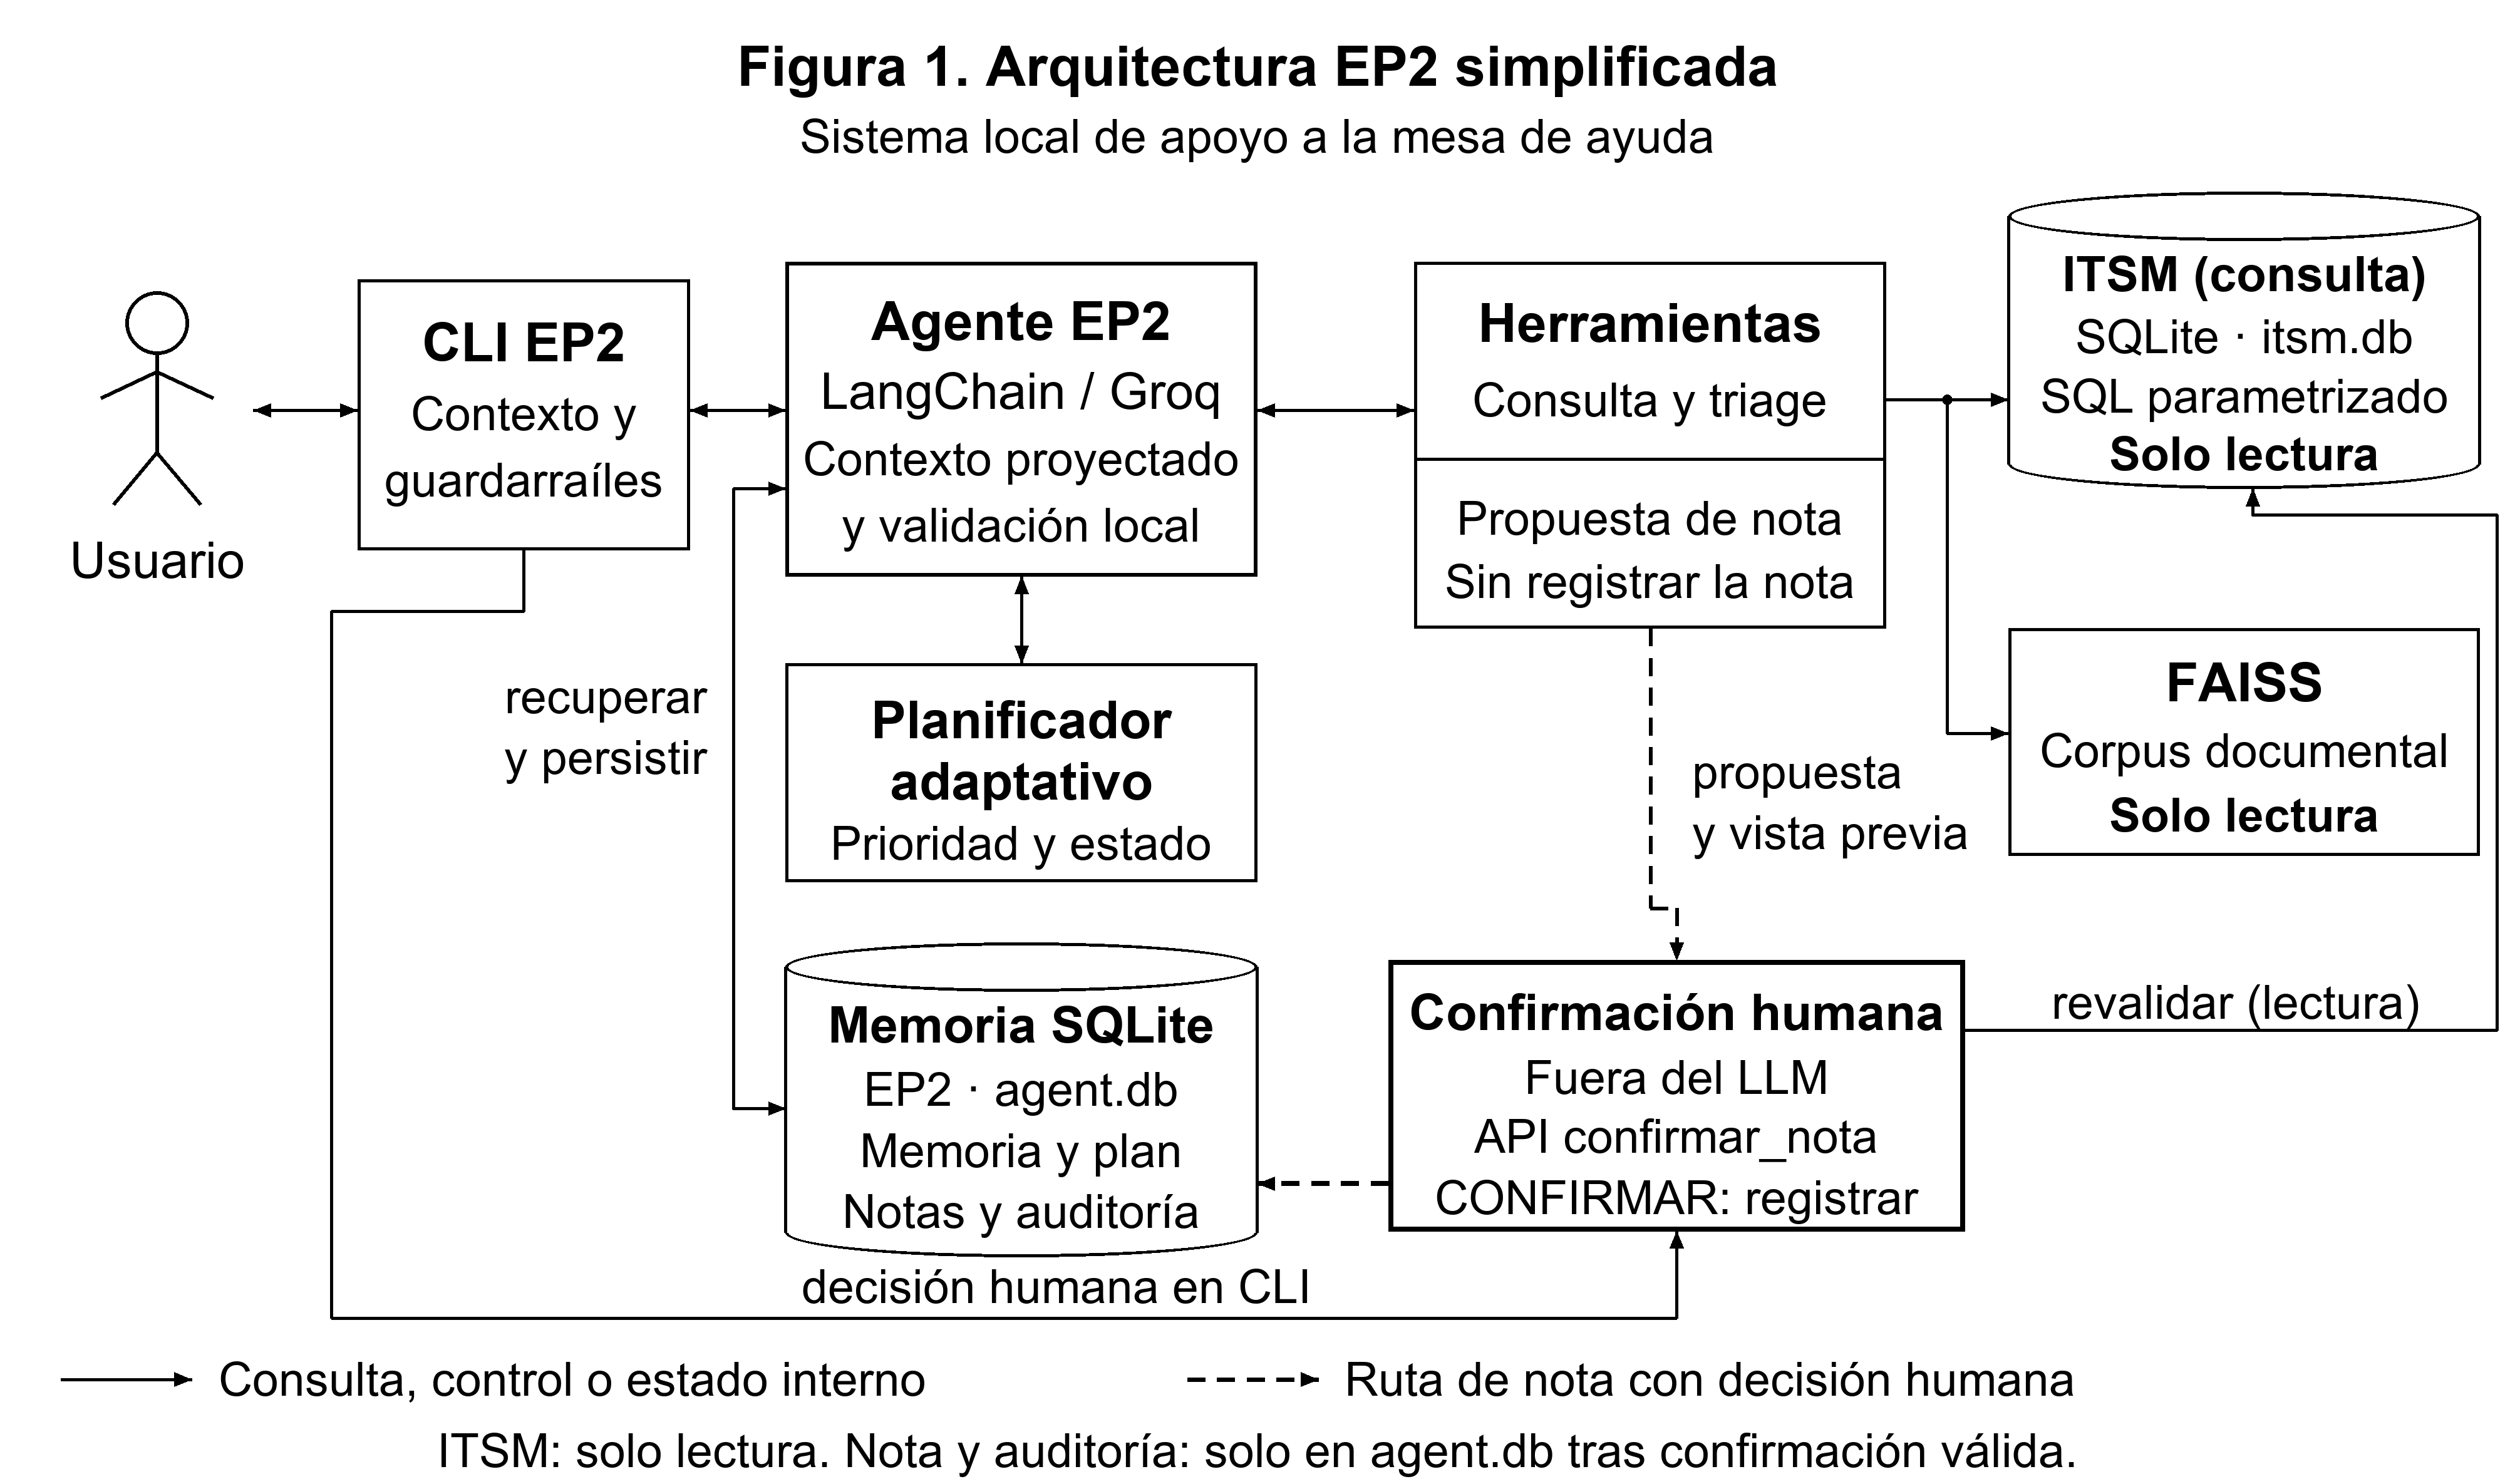 Figura 1. Arquitectura EP2 simplificada
Sistema local de apoyo a la mesa de ayuda
Usuario
CLI EP2
Contexto y
guardarraíles
Agente EP2
LangChain / Groq
Contexto proyectado
y validación local
Herramientas
Consulta y triage
Propuesta de nota
Sin registrar la nota
ITSM (consulta)
SQLite · itsm.db
SQL parametrizado
Solo lectura
FAISS
Corpus documental
Solo lectura
recuperar
y persistir
Planificador
adaptativo
Prioridad y estado
propuesta
y vista previa
Memoria SQLite
EP2 · agent.db
Memoria y plan
Notas y auditoría
Confirmación humana
Fuera del LLM
API confirmar_nota
CONFIRMAR: registrar
revalidar (lectura)
decisión humana en CLI
Consulta, control o estado interno
Ruta de nota con decisión humana
ITSM: solo lectura. Nota y auditoría: solo en agent.db tras confirmación válida.